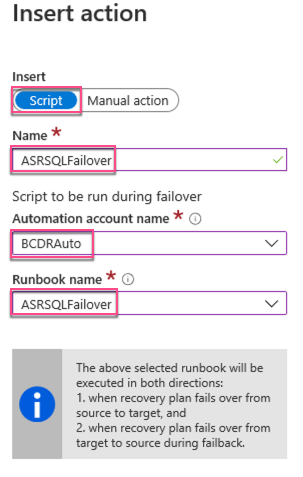 Insert action
Insert
Script Manual action
Name *
ASRSQLFailover
Script to be run during failover
Automation account name *
BCDRAuto
Runbook name *
ASRSQLFailover
The above selected runbook will be
executed in both directions:
1. when recovery plan fails over from
source to target, and
2. when recovery plan fails over from
target to source during failback.